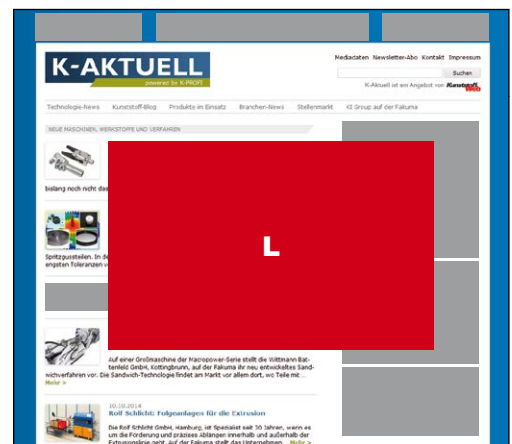 K-AKTUELL
powered by K-PROFI
Mediadaten Newsletter-Abo Kontakt Impressum
Suchen
K-Aktuell ist ein Angebot von Kunststoff Web
Technologie-News Kunststoff-Blog Produkte im Einsatz Branchen-News Stellenmarkt KI Group auf der Fakuma
NEUE MASCHINEN, WERKSTOFFE UND VERFAHREN
bislang noch nicht das
L
Spritzgussteilen. In de
engsten Toleranzen v
Auf einer Großmaschine der Macropower-Serie stellt die Wittmann Bat-
tenfeld GmbH, Kottingbrunn, auf der Fakuma ihr neu entwickeltes Sand-
wichverfahren vor. Die Sandwich-Technologie findet am Markt vor allem dort, wo Teile mit ...
Mehr >
10.10.2014
Rolf Schlicht: Folgeanlagen für die Extrusion
Die Rolf Schlicht GmbH, Hamburg, ist Spezialist seit 20 Jahren, wenn es
um die Förderung und präzises Ablängen innerhalb und außerhalb der
Extrusionslinie geht. Auf der Fakuma stellt das Unternehmen Mehr >